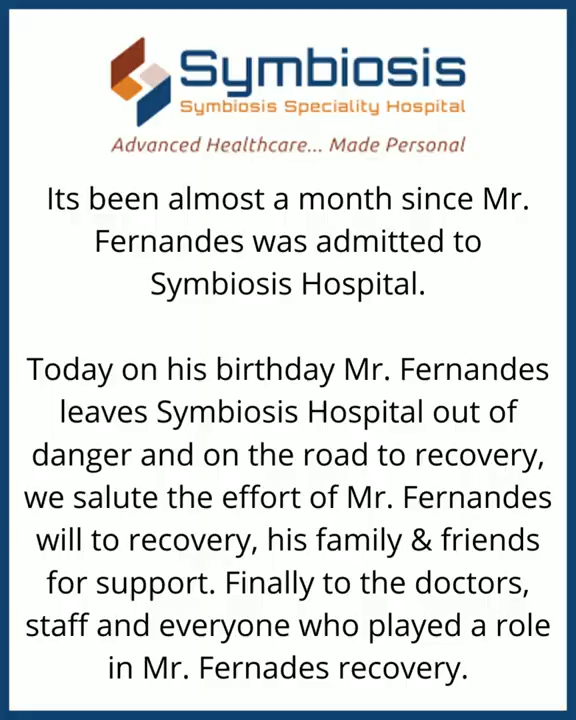 Symbiosis
Symbiosis Speciality Hospital
Advanced Healthcare... Made Personal
Its been almost a month since Mr.
Fernandes was admitted to
Symbiosis Hospital.
Today on his birthday Mr. Fernandes
leaves Symbiosis Hospital out of
danger and on the road to recovery,
we salute the effort of Mr. Fernandes
will to recovery, his family & friends
for support. Finally to the doctors,
staff and everyone who played a role
in Mr. Fernades recovery.